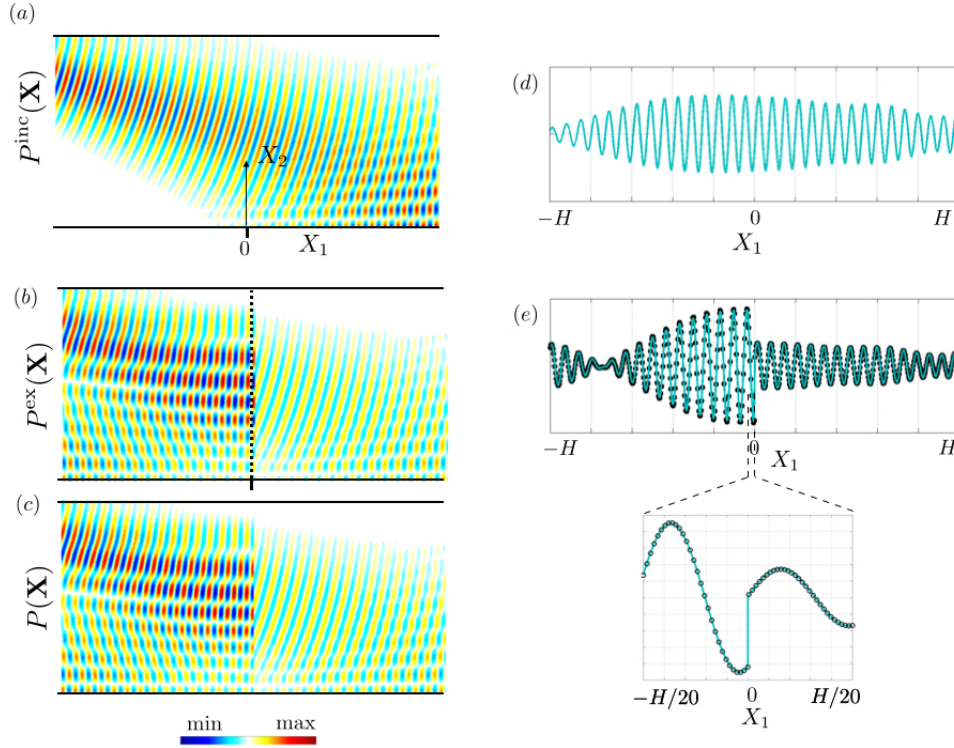 (a)
P^inc(X)
X_2
0
X_1
(b)
P^ex(X)
(c)
P(X)
min max
(d)
−H 0 H
X_1
(e)
−H 0 H
X_1
−H/20 0 H/20
X_1